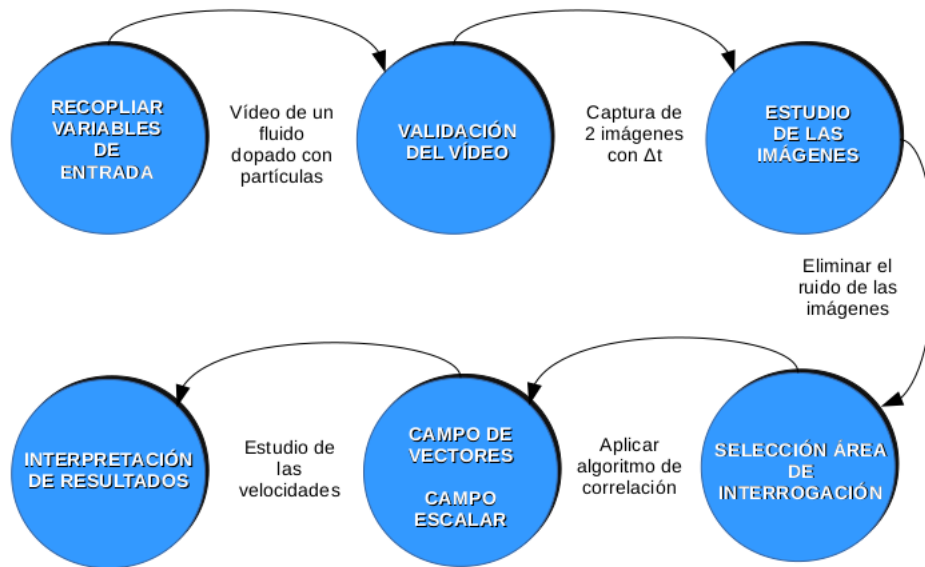 RECOPLIAR
VARIABLES
DE
ENTRADA
Vídeo de un
fluido
dopado con
partículas
VALIDACIÓN
DEL VÍDEO
Captura de
2 imágenes
con Δt
ESTUDIO
DE LAS
IMÁGENES
Eliminar el
ruido de las
imágenes
SELECCIÓN ÁREA
DE
INTERROGACIÓN
Aplicar
algoritmo de
correlación
CAMPO DE
VECTORES
CAMPO
ESCALAR
Estudio de
las
velocidades
INTERPRETACIÓN
DE RESULTADOS